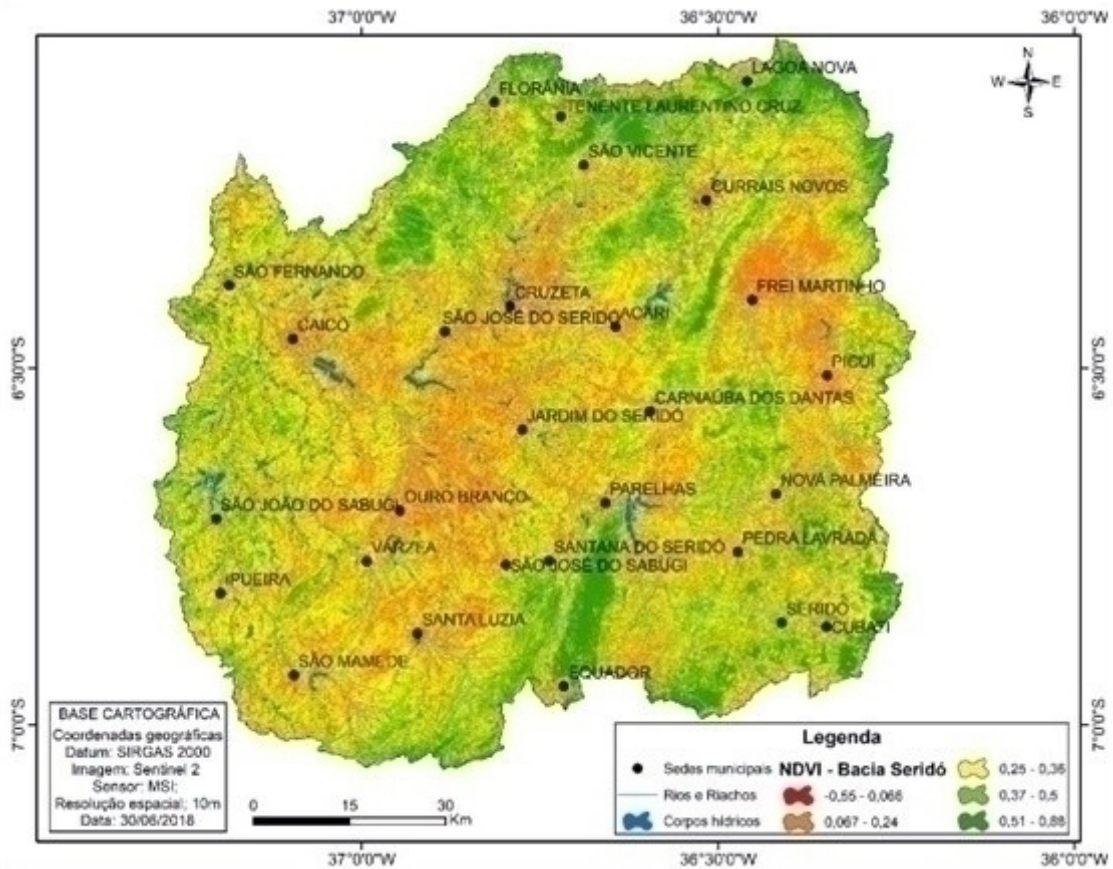 37°0'0"W 36°30'0"W 36°0'0"W
N
W E
S
LAGOA NOVA
FLORÂNIA
TENENTE LAURENTINO CRUZ
SÃO VICENTE
CURRAIS NOVOS
SÃO FERNANDO
FREI MARTINHO
CRUZETA
SÃO JOSÉ DO SERIDÓ
ACARI
CAICÓ
PICUÍ
6°30'0"S 6°30'0"S
CARNAÚBA DOS DANTAS
JARDIM DO SERIDÓ
NOVA PALMEIRA
PARELHAS
OURO BRANCO
SÃO JOÃO DO SABUGI
PEDRA LAVRADA
VÁRZEA
SANTANA DO SERIDÓ
SÃO JOSÉ DO SABUGI
IPUEIRA
SERIDÓ
CUBATI
SANTA LUZIA
SÃO MAMEDE
EQUADOR
7°0'0"S 7°0'0"S
BASE CARTOGRÁFICA
Coordenadas geográficas
Datum: SIRGAS 2000
Imagem: Sentinel 2
Sensor: MSI;
Resolução espacial; 10m
Data: 30/06/2018
0 15 30
Km
Legenda
Sedes municipais
Rios e Riachos
Corpos hídricos
NDVI - Bacia Seridó
-0,55 - 0,066
0,067 - 0,24
0,25 - 0,36
0,37 - 0,5
0,51 - 0,88
37°0'0"W 36°30'0"W 36°0'0"W